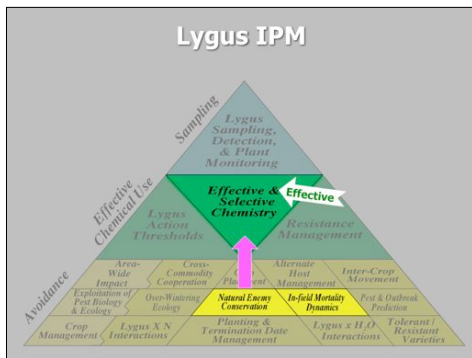 Lygus IPM
Sampling
Lygus
Sampling,
Detection,
& Plant
Monitoring
Effective
Chemical Use
Lygus
Action
Thresholds
Effective &
Selective
Chemistry
Effective
Resistance
Management
Avoidance
Area-
Wide
Impact
Cross-
Commodity
Cooperation
Alternate
Host
Management
Inter-Crop
Movement
Exploitation of
Pest Biology
& Ecology
Over-Wintering
Ecology
Natural Enemy
Conservation
In-field Mortality
Dynamics
Pest & Outbreak
Prediction
Crop
Management
Lygus X N
Interactions
Planting &
Termination Date
Management
Lygus x H2O
Interactions
Tolerant /
Resistant
Varieties